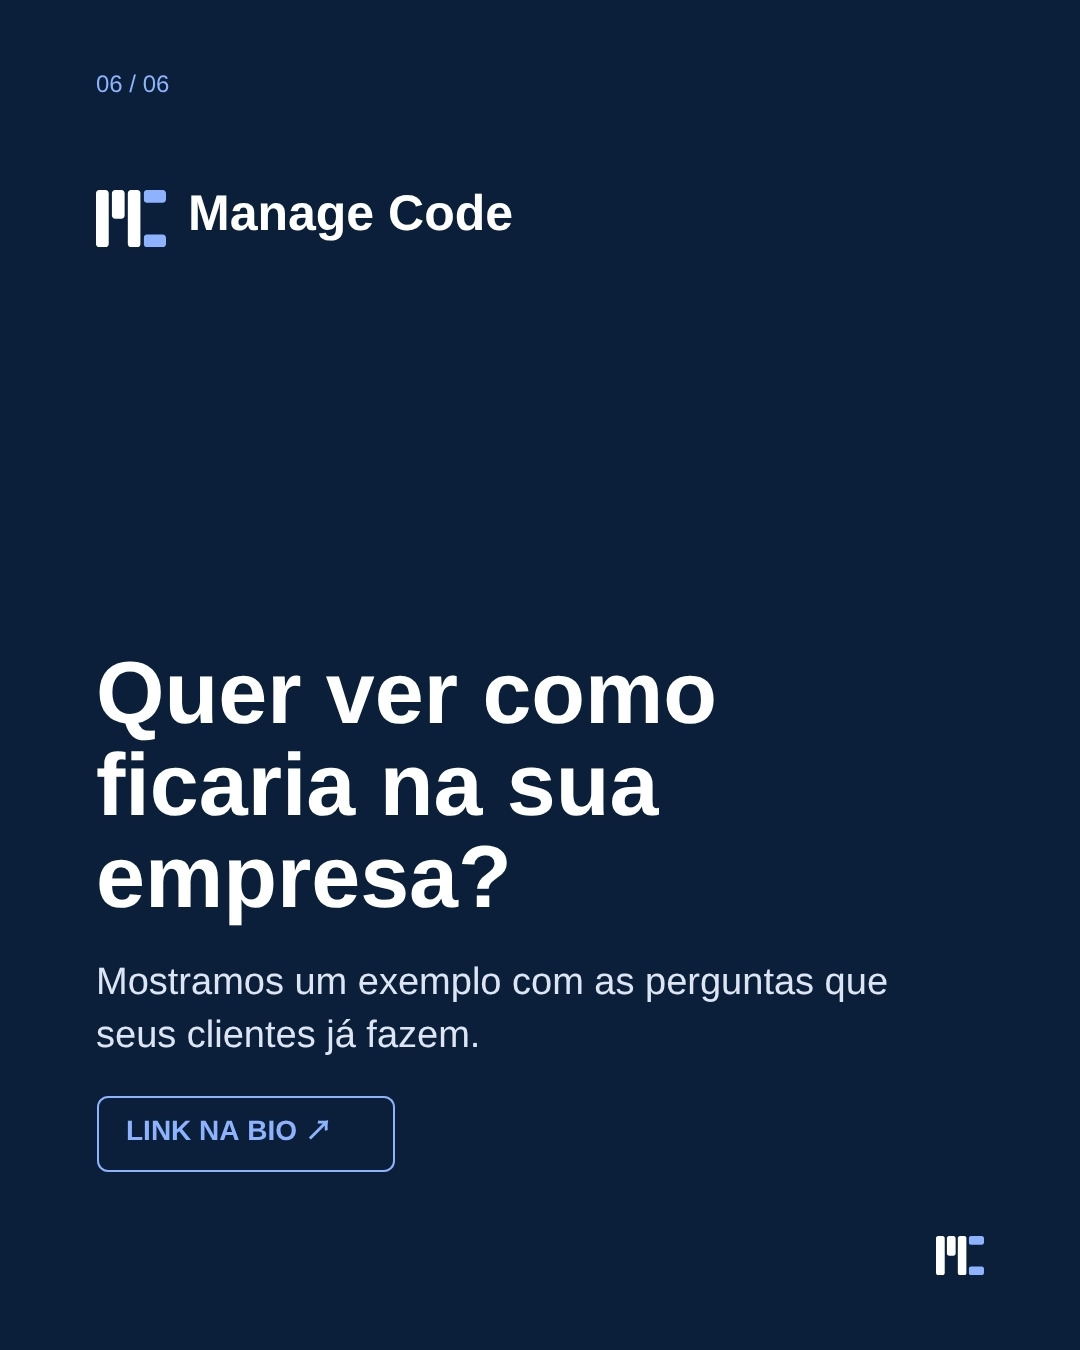 06 / 06
Manage Code
Quer ver como
ficaria na sua
empresa?
Mostramos um exemplo com as perguntas que
seus clientes já fazem.
LINK NA BIO ↗